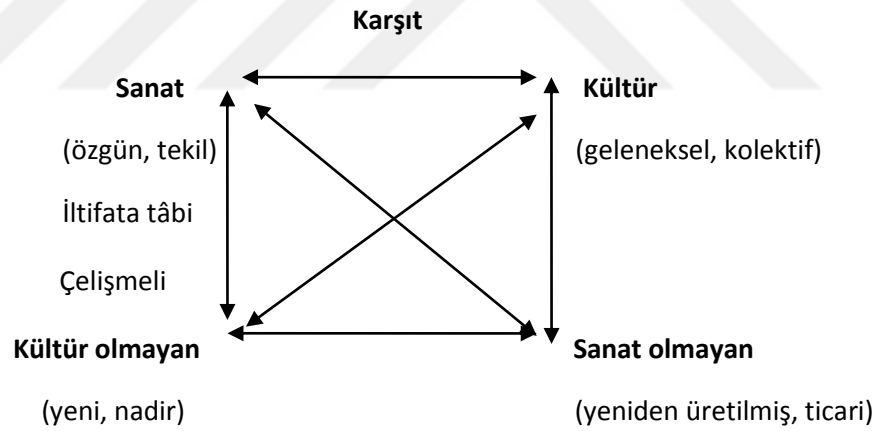 Karşıt
Sanat Kültür
(özgün, tekil) (geleneksel, kolektif)
İltifata tâbi
Çelişmeli
Kültür olmayan Sanat olmayan
(yeni, nadir) (yeniden üretilmiş, ticari)